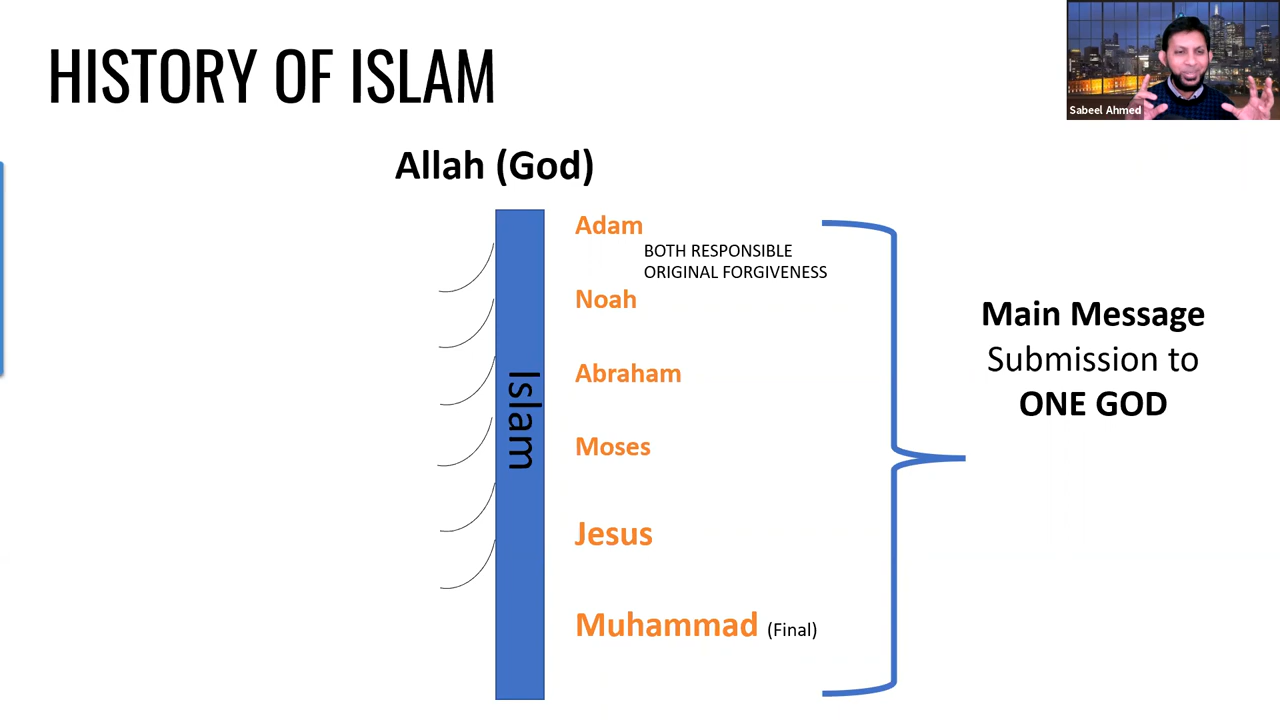 HISTORY OF ISLAM
Sabeel Ahmed
Allah (God)
Islam
Adam
BOTH RESPONSIBLE
ORIGINAL FORGIVENESS
Noah
Abraham
Moses
Jesus
Muhammad (Final)
Main Message
Submission to
ONE GOD